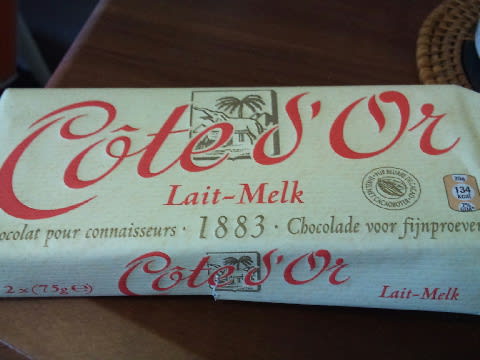 Côte d'Or
Lait-Melk
ocolat pour connaisseurs · 1883 · Chocolade voor fijnproever
134
kcal
2 x (75g℮)
Côte d'Or
Lait-Melk